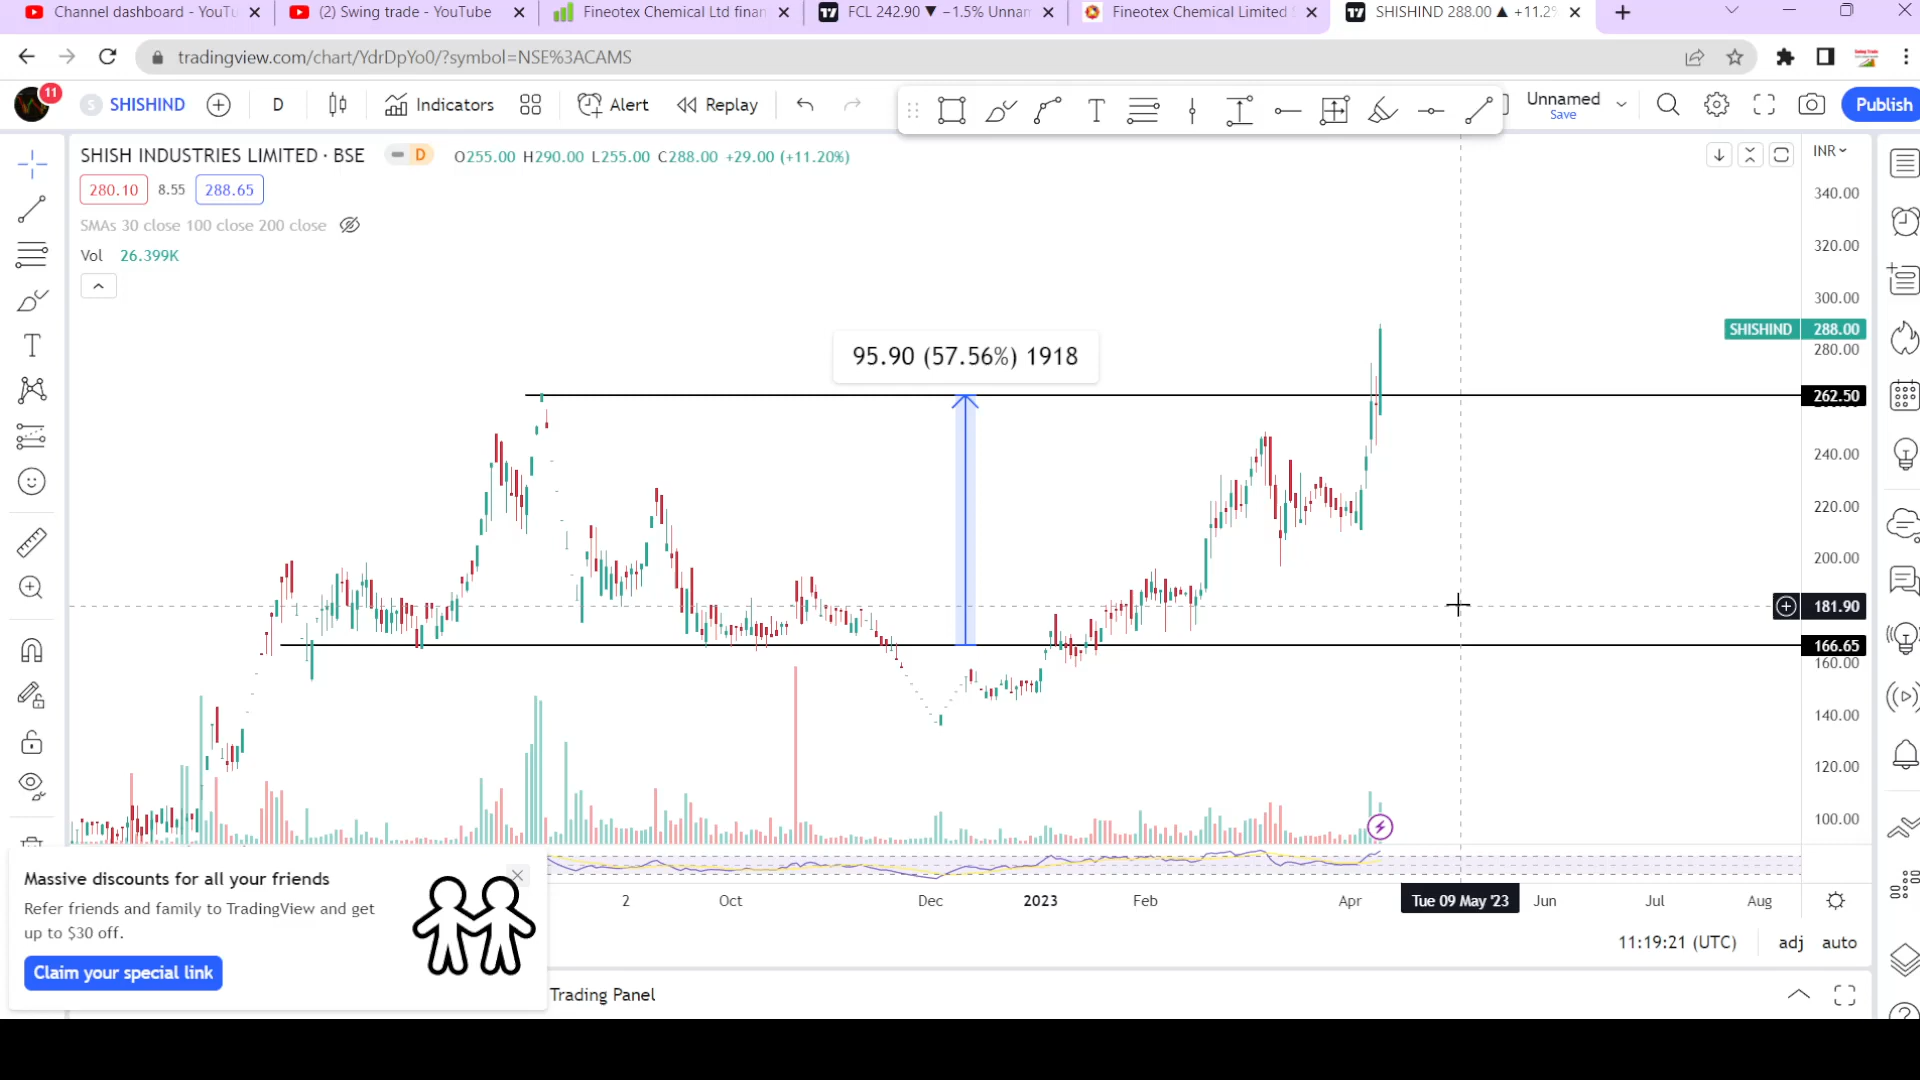 Channel dashboard - YouTu
(2) Swing trade - YouTube
Fineotex Chemical Ltd finan
FCL 242.90 ▼ −1.5% Unnam
Fineotex Chemical Limited
SHISHIND 288.00 ▲ +11.2%
tradingview.com/chart/YdrDpYo0/?symbol=NSE%3ACAMS
11
S SHISHIND
D
Indicators
Alert
Replay
Unnamed
Save
Publish
SHISH INDUSTRIES LIMITED · BSE
D
O255.00 H290.00 L255.00 C288.00 +29.00 (+11.20%)
INR
280.10 8.55 288.65
SMAs 30 close 100 close 200 close
Vol 26.399K
95.90 (57.56%) 1918
340.00
320.00
300.00
SHISHIND 288.00
280.00
262.50
240.00
220.00
200.00
181.90
166.65
160.00
140.00
120.00
100.00
2
Oct
Dec
2023
Feb
Apr
Tue 09 May '23
Jun
Jul
Aug
11:19:21 (UTC)
adj
auto
Massive discounts for all your friends
Refer friends and family to TradingView and get
up to $30 off.
Claim your special link
Trading Panel